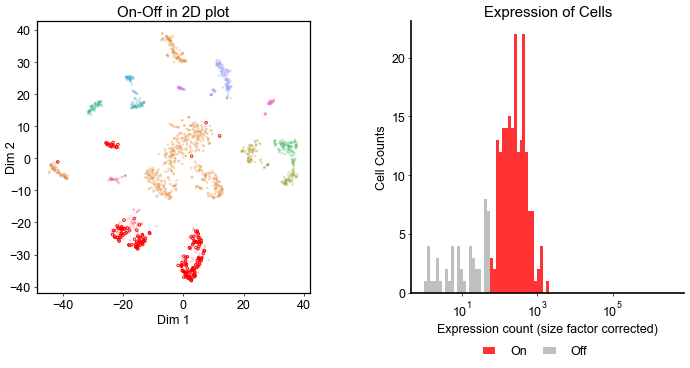 On-Off in 2D plot
40
30
20
10
0
−10
−20
−30
−40
Dim 2
−40
−20
0
20
40
Dim 1
Expression of Cells
20
15
10
5
0
Cell Counts
10^1
10^3
10^5
Expression count (size factor corrected)
On
Off